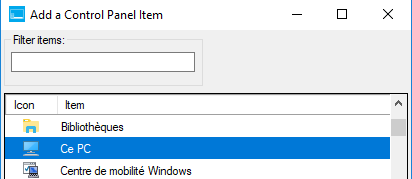 Add a Control Panel Item
Filter items:
Icon Item
Bibliothèques
Ce PC
Centre de mobilité Windows